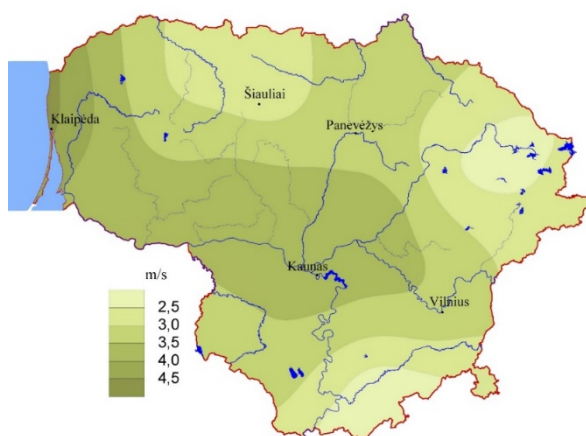 Šiauliai
Klaipėda
Panevėžys
Kaunas
Vilnius
m/s
2,5
3,0
3,5
4,0
4,5